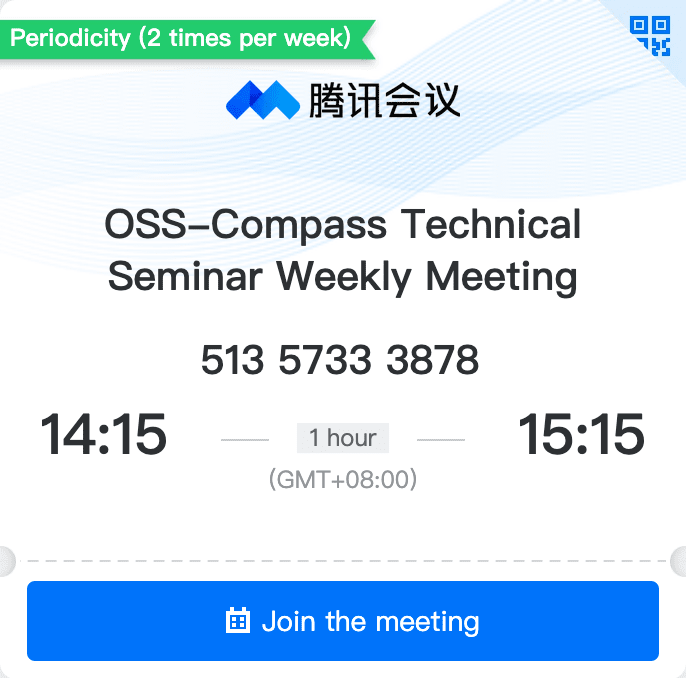 Periodicity (2 times per week)
腾讯会议
OSS–Compass Technical
Seminar Weekly Meeting
513 5733 3878
14:15
1 hour
15:15
(GMT+08:00)
Join the meeting